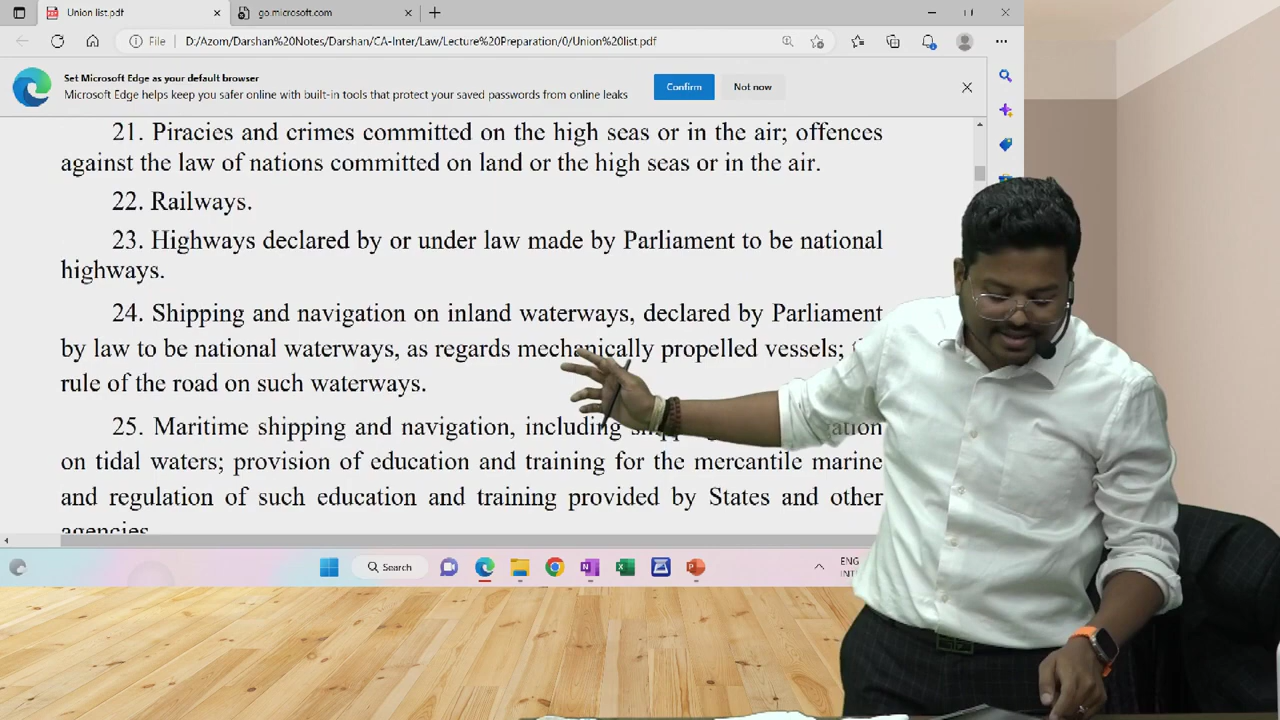 Union list.pdf
go.microsoft.com
File
D:/Azom/Darshan%20Notes/Darshan/CA-Inter/Law/Lecture%20Preparation/0/Union%20list.pdf
Set Microsoft Edge as your default browser
Microsoft Edge helps keep you safer online with built-in tools that protect your saved passwords from online leaks
Confirm
Not now
21. Piracies and crimes committed on the high seas or in the air; offences
against the law of nations committed on land or the high seas or in the air.
22. Railways.
23. Highways declared by or under law made by Parliament to be national
highways.
24. Shipping and navigation on inland waterways, declared by Parliament
by law to be national waterways, as regards mechanically propelled vessels;
rule of the road on such waterways.
25. Maritime shipping and navigation, including
on tidal waters; provision of education and training for the mercantile marine
and regulation of such education and training provided by States and other
agencies.
Search
ENG